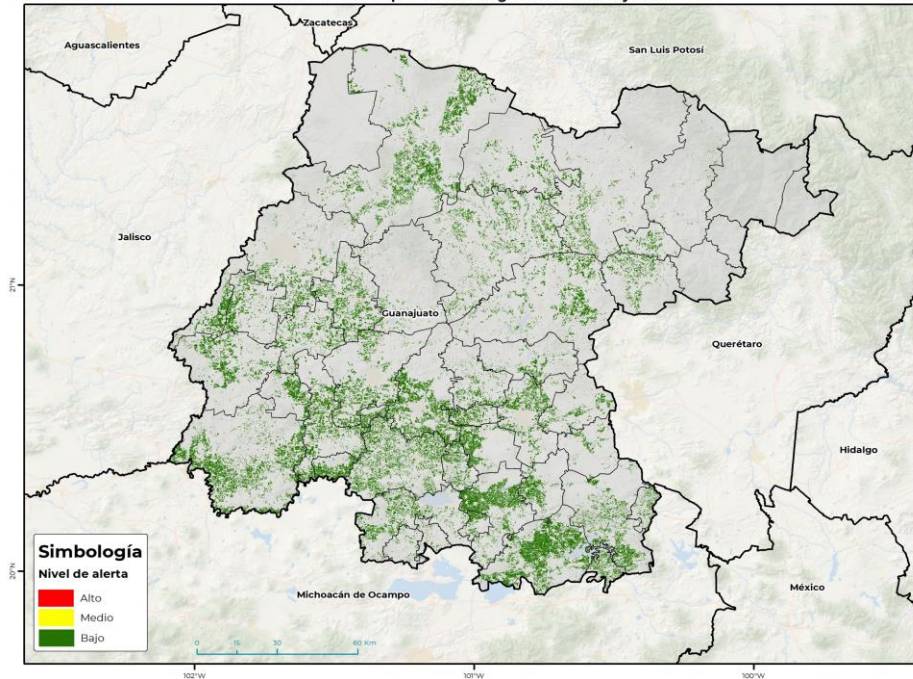 Zacatecas
Aguascalientes
San Luis Potosí
Jalisco
21°N
Guanajuato
Querétaro
Hidalgo
Simbología
Nivel de alerta
Alto
Medio
Bajo
20°N
Michoacán de Ocampo
México
0 15 30 60 Km
102°W 101°W 100°W